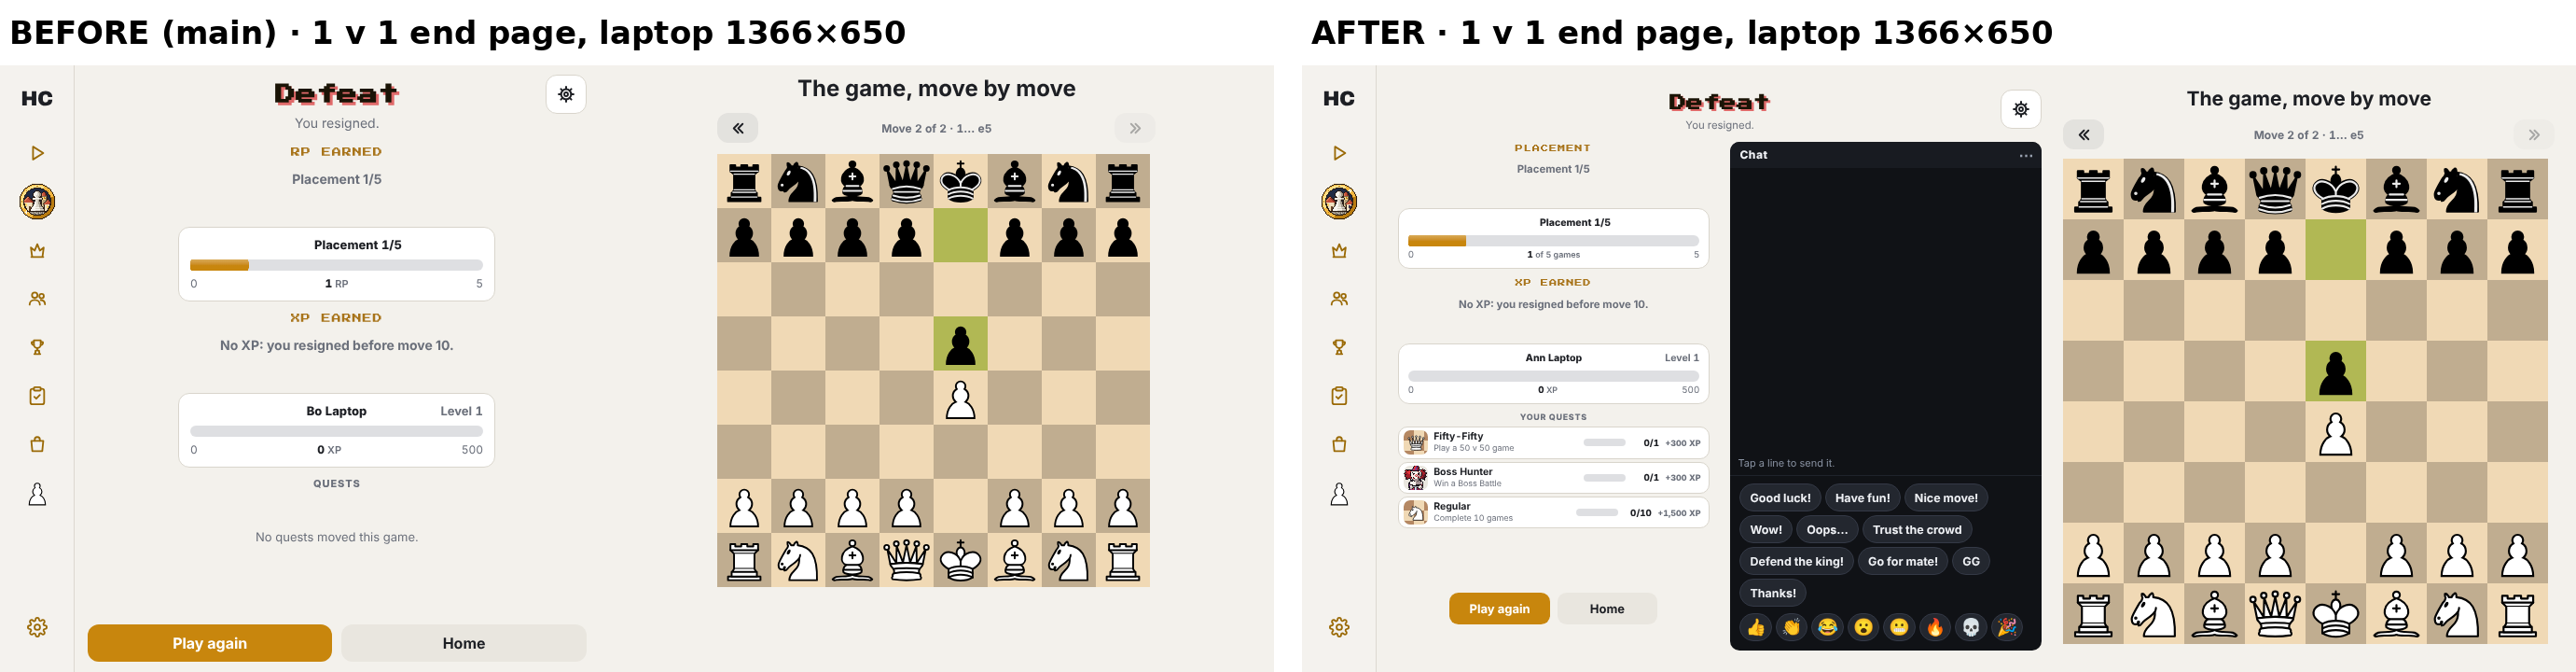 BEFORE (main) · 1 v 1 end page, laptop 1366×650
HC
Defeat
You resigned.
RP EARNED
Placement 1/5
Placement 1/5
0 1 RP 5
XP EARNED
No XP: you resigned before move 10.
Bo Laptop Level 1
0 0 XP 500
QUESTS
No quests moved this game.
Play again Home
The game, move by move
Move 2 of 2 · 1... e5
AFTER · 1 v 1 end page, laptop 1366×650
HC
Defeat
You resigned.
PLACEMENT
Placement 1/5
Placement 1/5
0 1 of 5 games 5
XP EARNED
No XP: you resigned before move 10.
Ann Laptop Level 1
0 0 XP 500
YOUR QUESTS
Fifty-Fifty
Play a 50 v 50 game
0/1 +300 XP
Boss Hunter
Win a Boss Battle
0/1 +300 XP
Regular
Complete 10 games
0/10 +1,500 XP
Play again Home
Chat
Tap a line to send it.
Good luck! Have fun! Nice move!
Wow! Oops... Trust the crowd
Defend the king! Go for mate! GG
Thanks!
The game, move by move
Move 2 of 2 · 1... e5